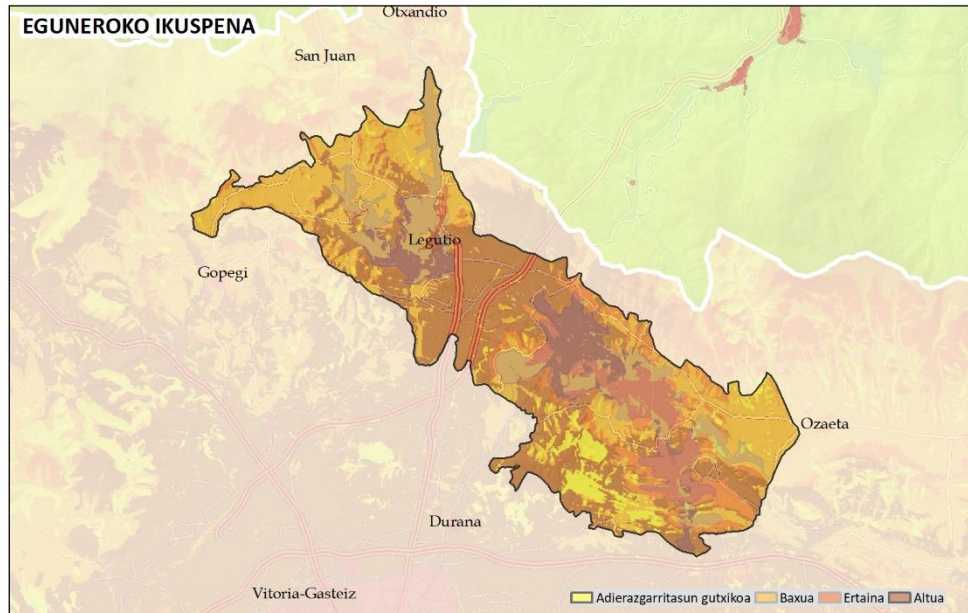 EGUNEROKO IKUSPENA
Otxandio
San Juan
Legutio
Gopegi
Ozaeta
Durana
Vitoria-Gasteiz
Adierazgarritasun gutxikoa Baxua Ertaina Altua